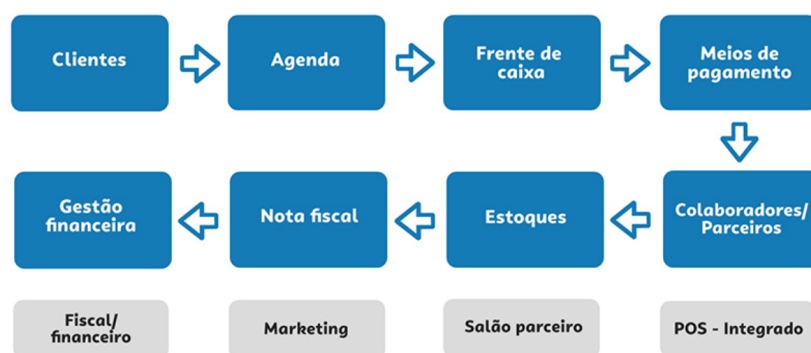 Clientes
Agenda
Frente de
caixa
Meios de
pagamento
Gestão
financeira
Nota fiscal
Estoques
Colaboradores/
Parceiros
Fiscal/
financeiro
Marketing
Salão parceiro
POS - Integrado